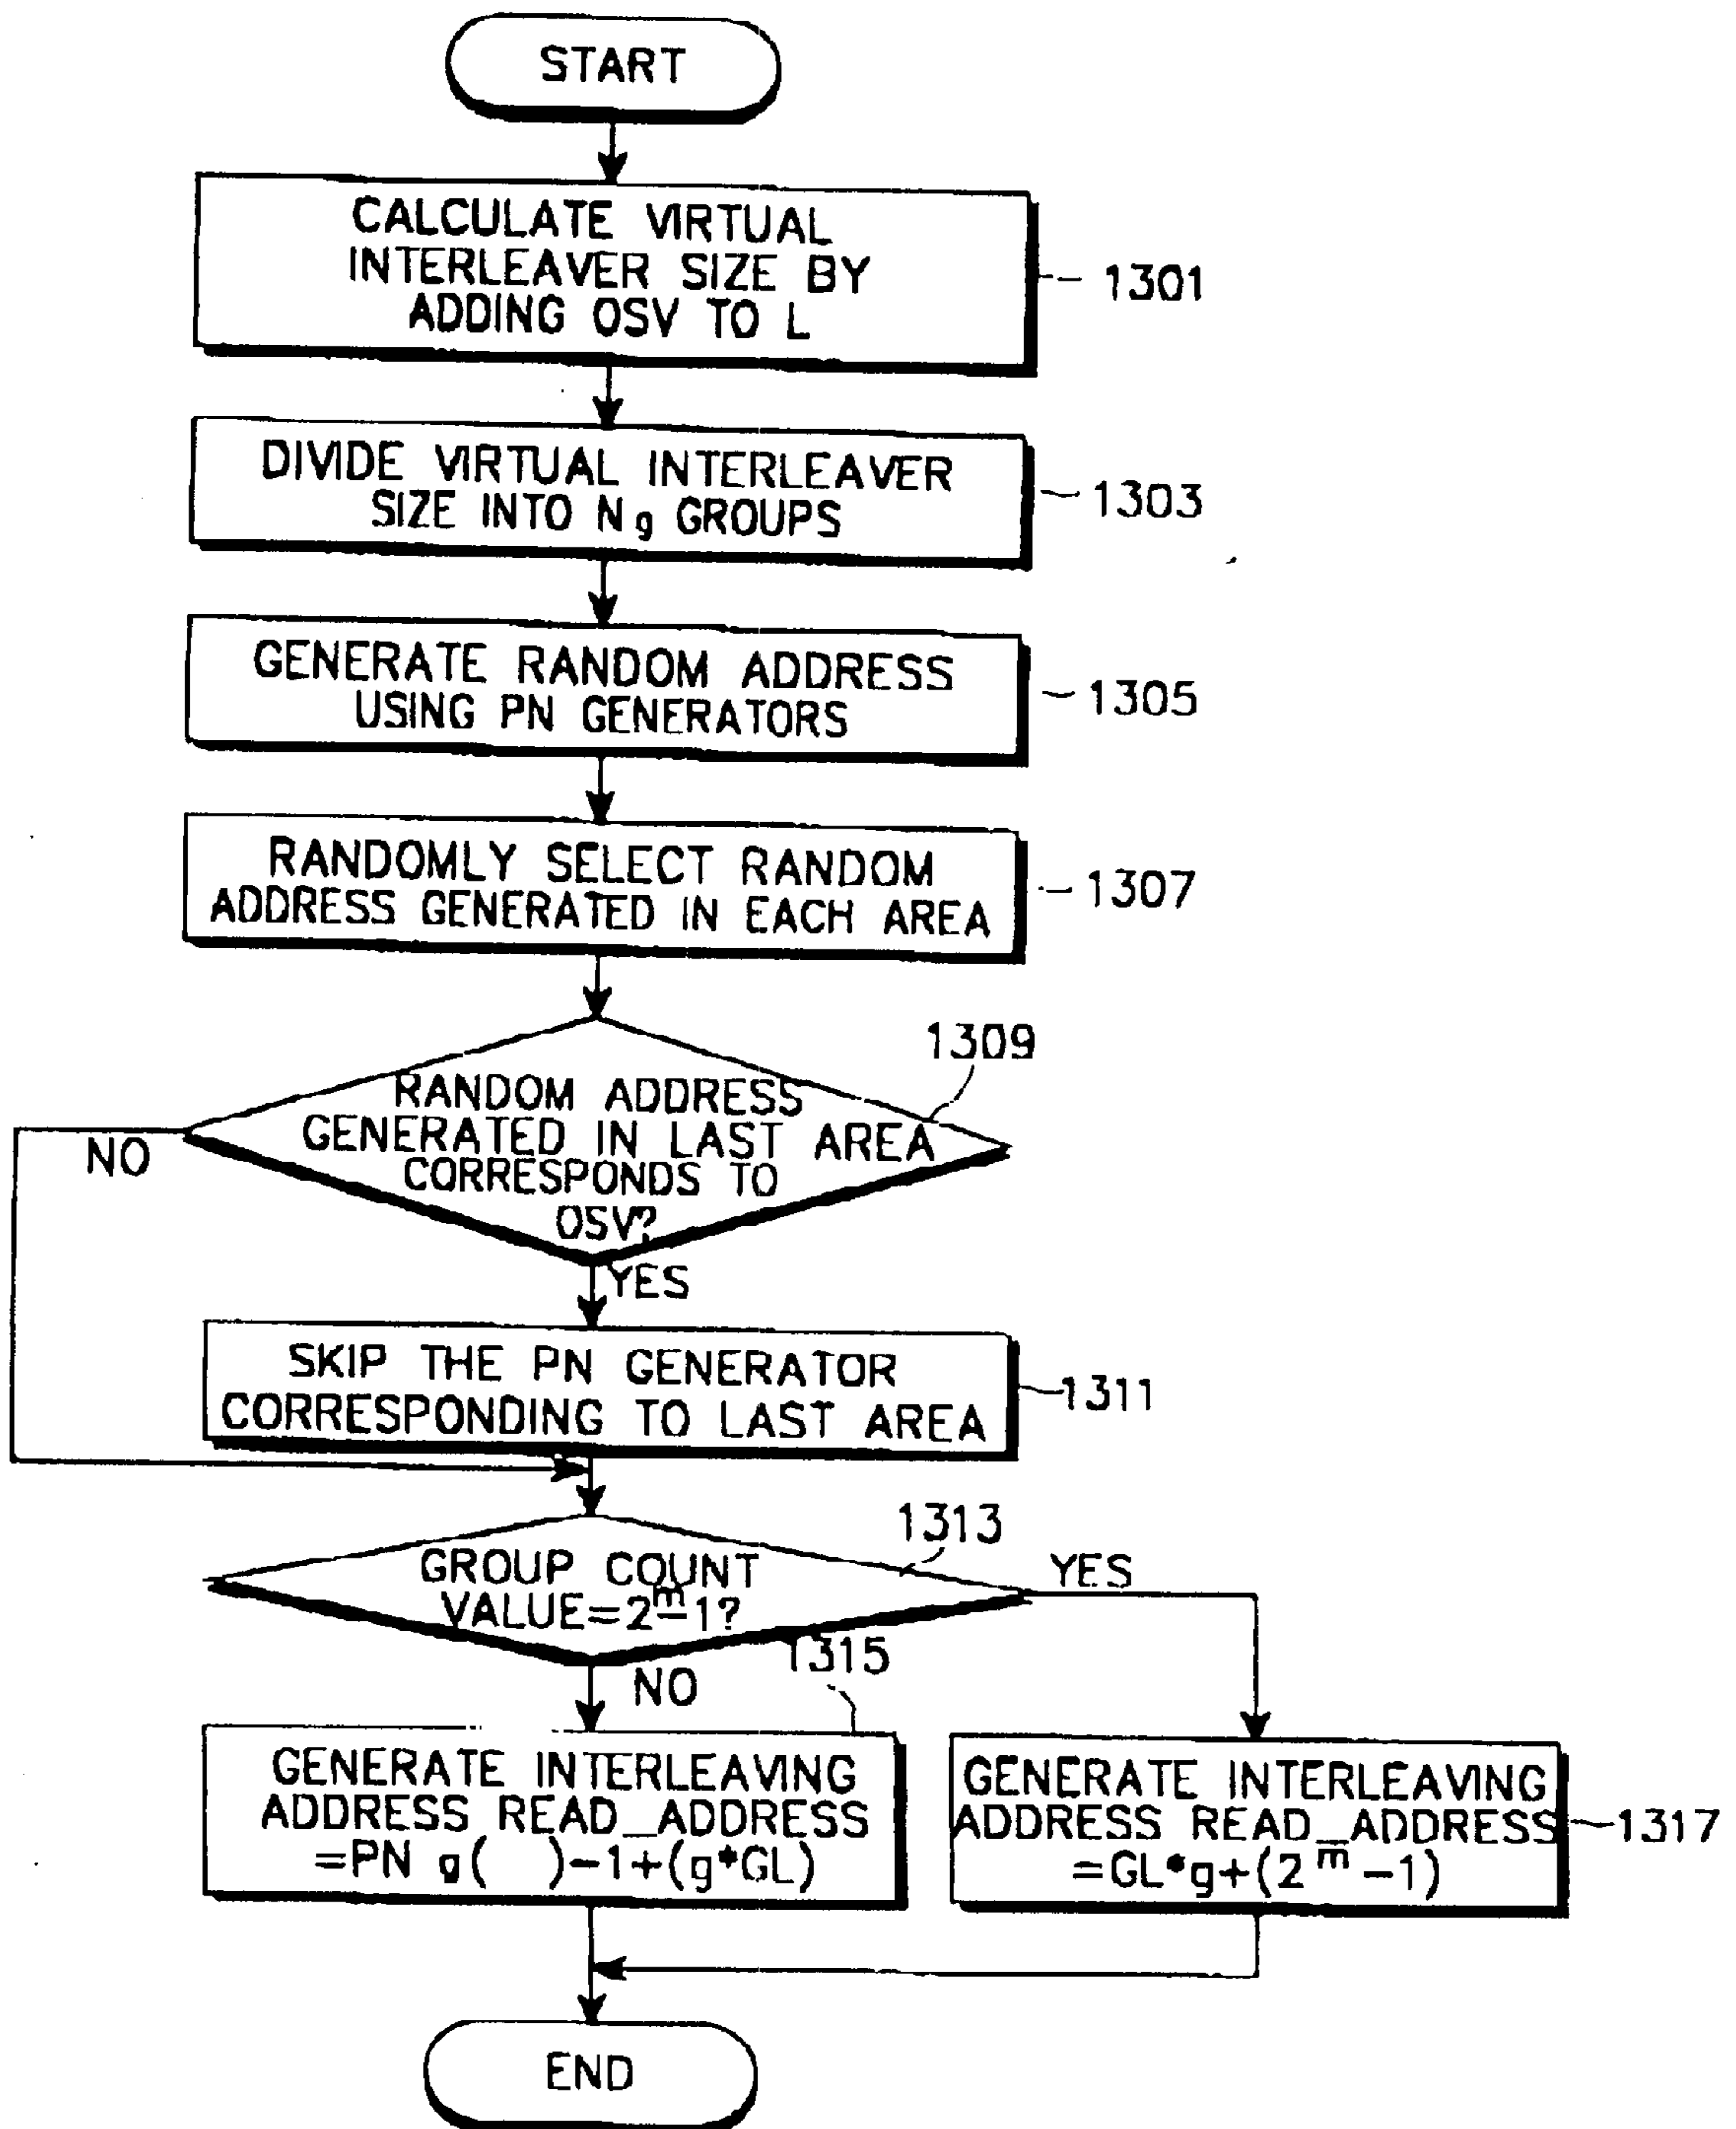 START
CALCULATE VIRTUAL
INTERLEAVER SIZE BY
ADDING OSV TO L
1301
DIVIDE VIRTUAL INTERLEAVER
SIZE INTO Ng GROUPS
1303
GENERATE RANDOM ADDRESS
USING PN GENERATORS
1305
RANDOMLY SELECT RANDOM
ADDRESS GENERATED IN EACH AREA
1307
1309
RANDOM ADDRESS
GENERATED IN LAST AREA
CORRESPONDS TO
OSV?
NO
YES
SKIP THE PN GENERATOR
CORRESPONDING TO LAST AREA
1311
1313
GROUP COUNT
VALUE=2^m-1?
YES
1315
NO
GENERATE INTERLEAVING
ADDRESS READ_ADDRESS
=PN g( )-1+(g*GL)
GENERATE INTERLEAVING
ADDRESS READ_ADDRESS
=GL*g+(2^m-1)
1317
END